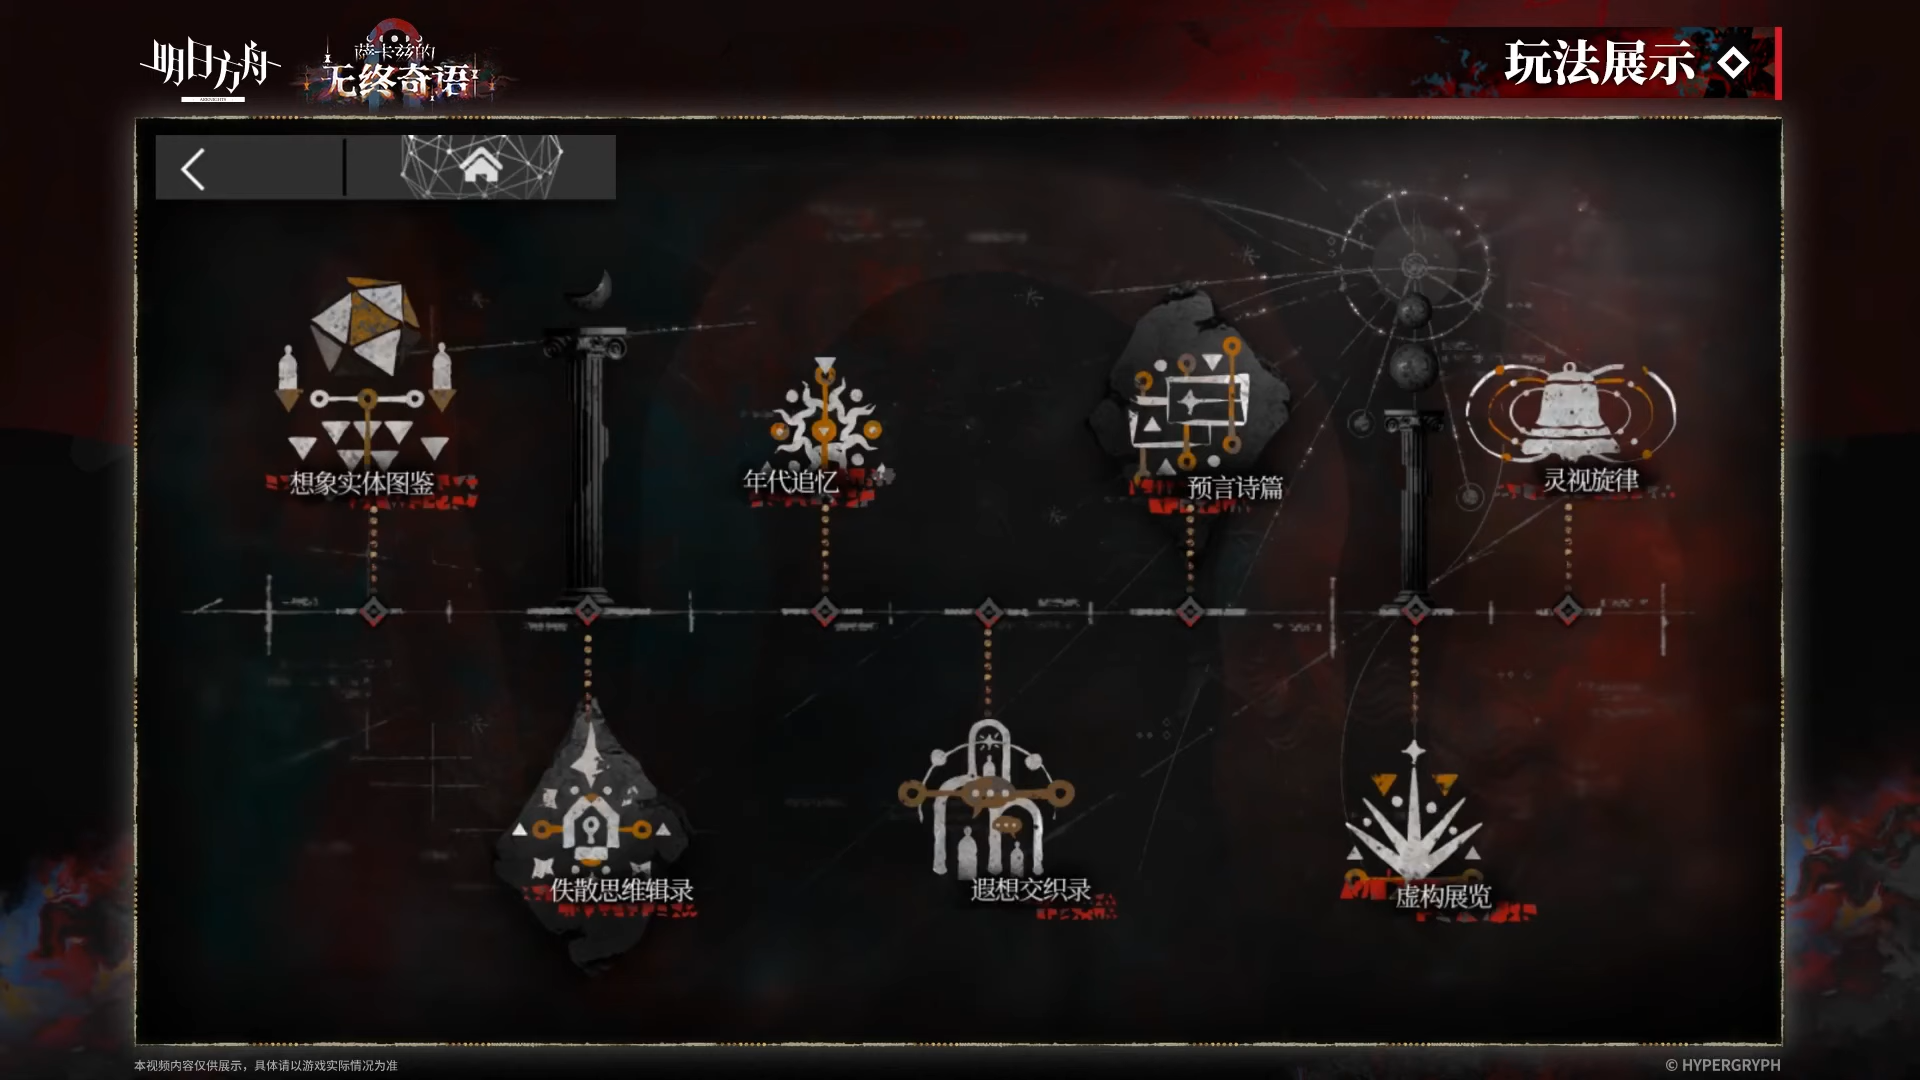 明日方舟
ARKNIGHTS
萨卡兹的
无终奇语
玩法展示
想象实体图鉴
年代追忆
预言诗篇
灵视旋律
佚散思维辑录
遐想交织录
虚构展览
本视频内容仅供展示，具体请以游戏实际情况为准
© HYPERGRYPH